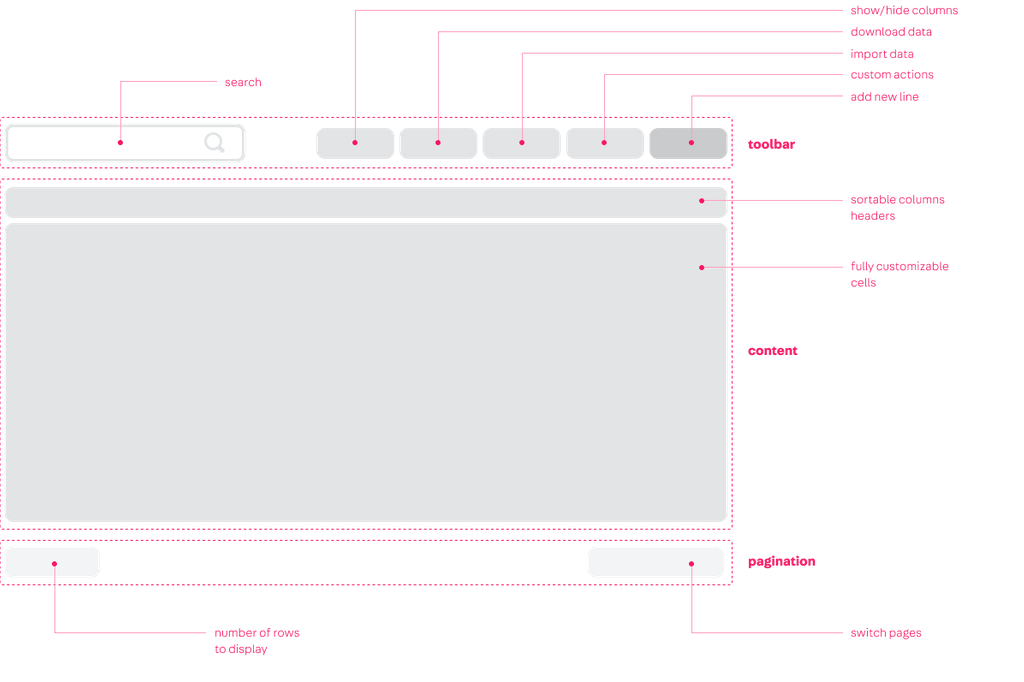 show/hide columns
download data
import data
custom actions
add new line
search
toolbar
sortable columns
headers
fully customizable
cells
content
pagination
number of rows
to display
switch pages